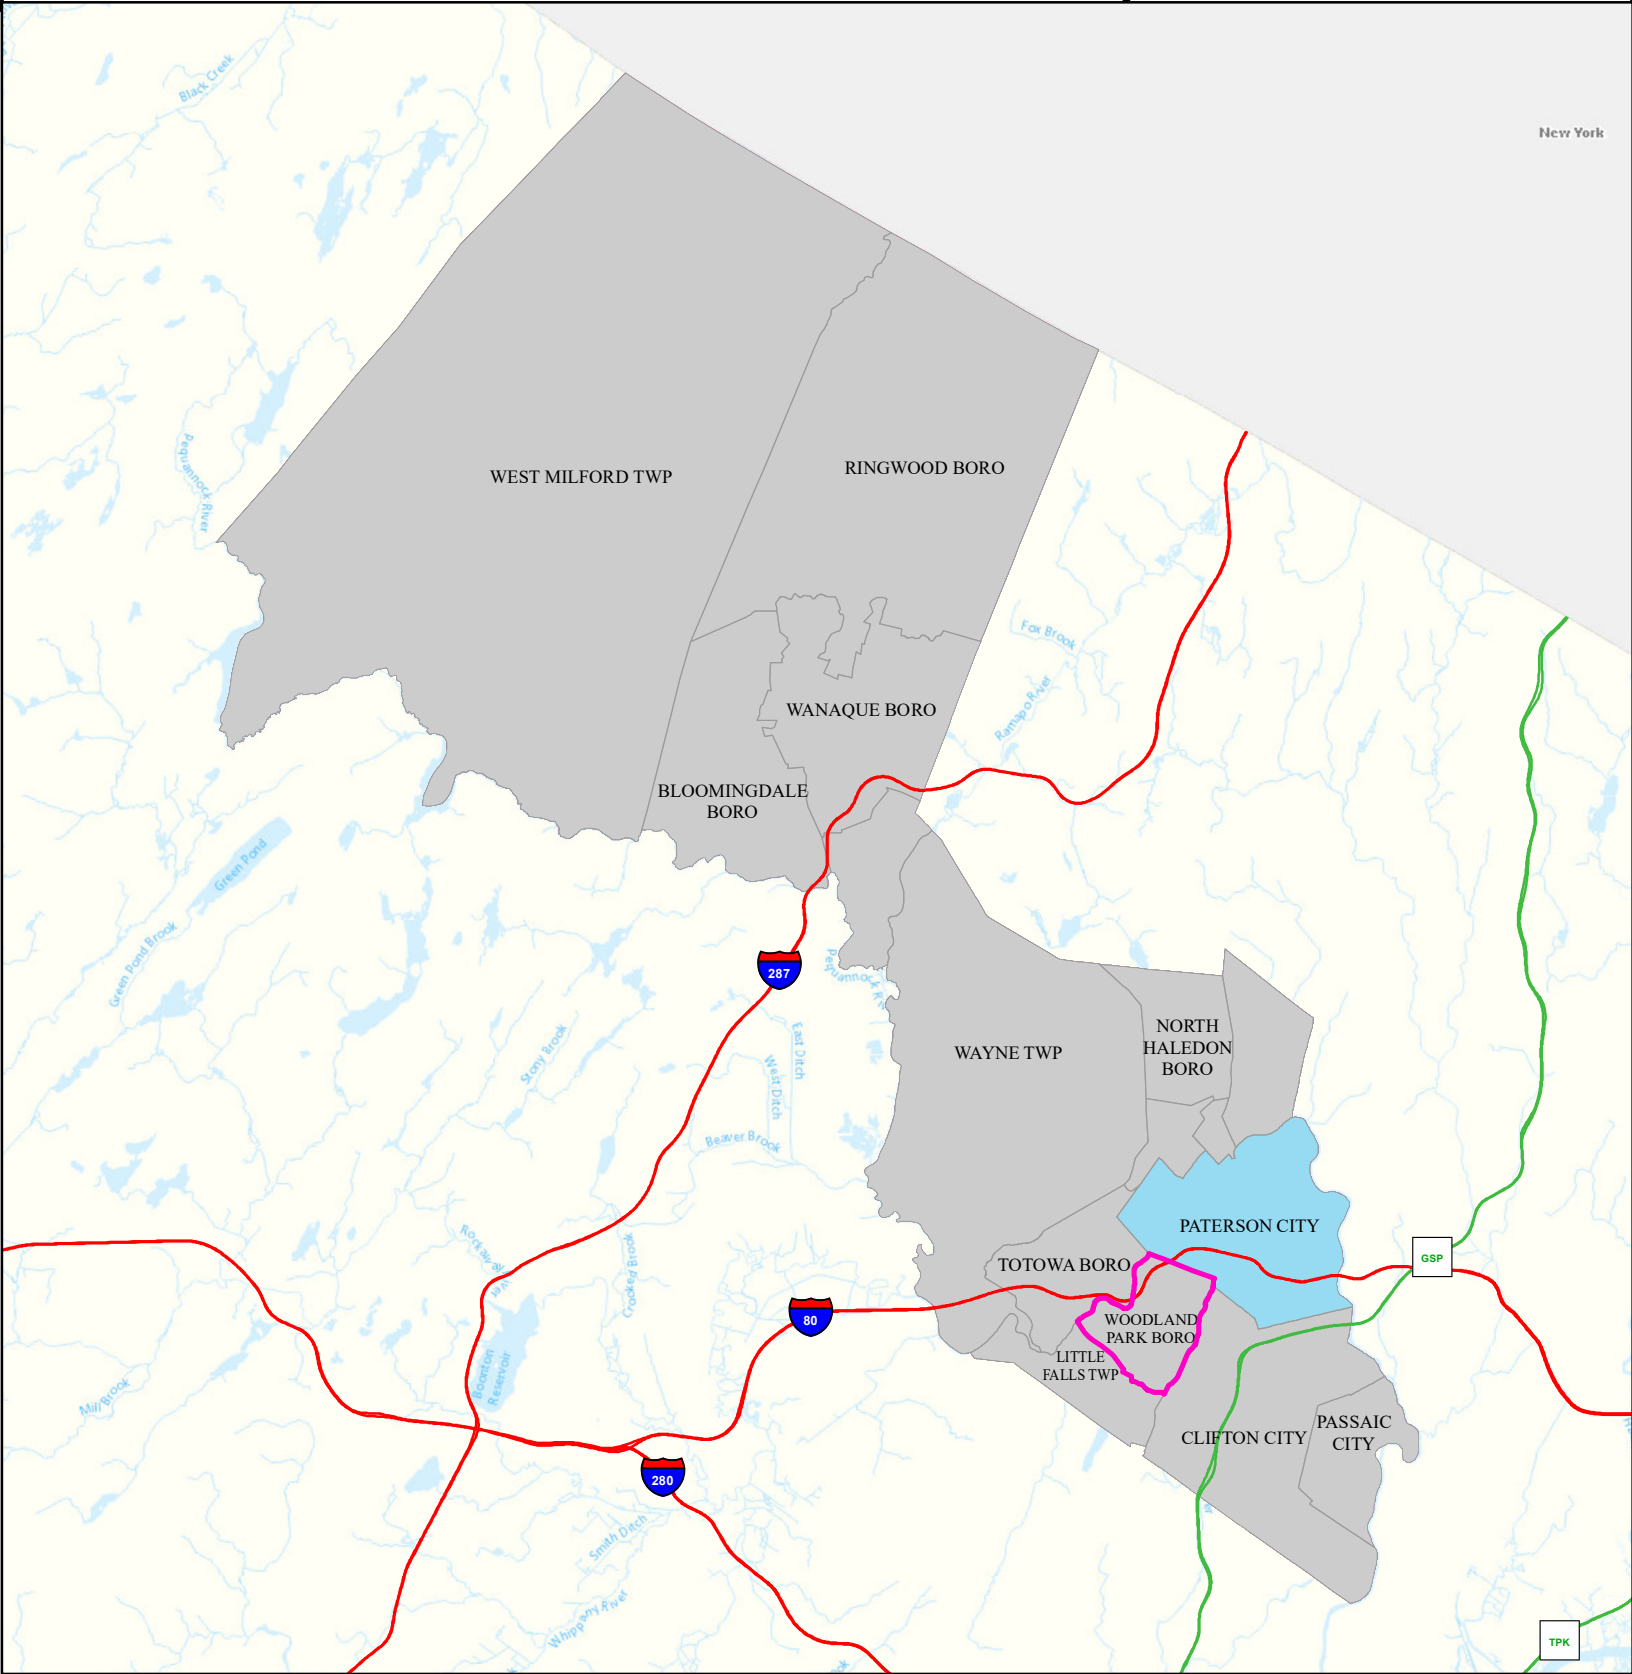 Black Creek
New York
Pequannock River
WEST MILFORD TWP
RINGWOOD BORO
Fox Brook
Ramapo River
WANAQUE BORO
BLOOMINGDALE
BORO
Green Pond
Green Pond Brook
287
Pequannock
East Ditch
West Ditch
Stony Brook
Beaver Brook
WAYNE TWP
NORTH
HALEDON
BORO
PATERSON CITY
Rockaway River
Crooked Brook
TOTOWA BORO
GSP
80
WOODLAND
PARK BORO
LITTLE
FALLS TWP
Boonton
Reservoir
Mill Brook
PASSAIC
CITY
CLIFTON CITY
280
Smith Ditch
Whippany River
TPK